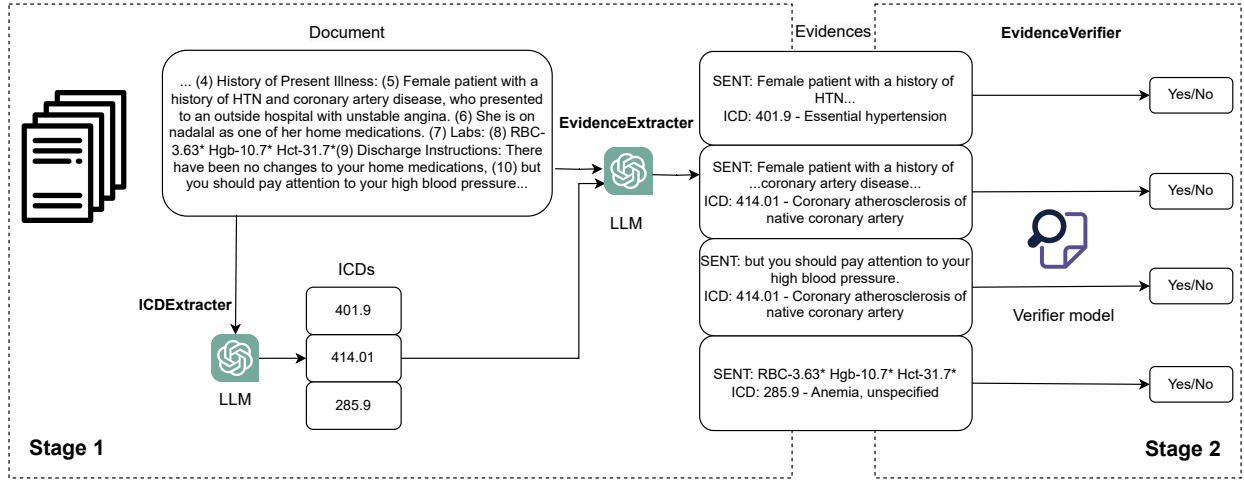 Document
... (4) History of Present Illness: (5) Female patient with a
history of HTN and coronary artery disease, who presented
to an outside hospital with unstable angina. (6) She is on
nadalal as one of her home medications. (7) Labs: (8) RBC-
3.63* Hgb-10.7* Hct-31.7*(9) Discharge Instructions: There
have been no changes to your home medications, (10) but
you should pay attention to your high blood pressure...
ICDExtracter
LLM
ICDs
401.9
414.01
285.9
Stage 1
EvidenceExtracter
LLM
Evidences
SENT: Female patient with a history of
HTN...
ICD: 401.9 - Essential hypertension
SENT: Female patient with a history of
...coronary artery disease...
ICD: 414.01 - Coronary atherosclerosis of
native coronary artery
SENT: but you should pay attention to your
high blood pressure.
ICD: 414.01 - Coronary atherosclerosis of
native coronary artery
SENT: RBC-3.63* Hgb-10.7* Hct-31.7*
ICD: 285.9 - Anemia, unspecified
EvidenceVerifier
Verifier model
Yes/No
Yes/No
Yes/No
Yes/No
Stage 2